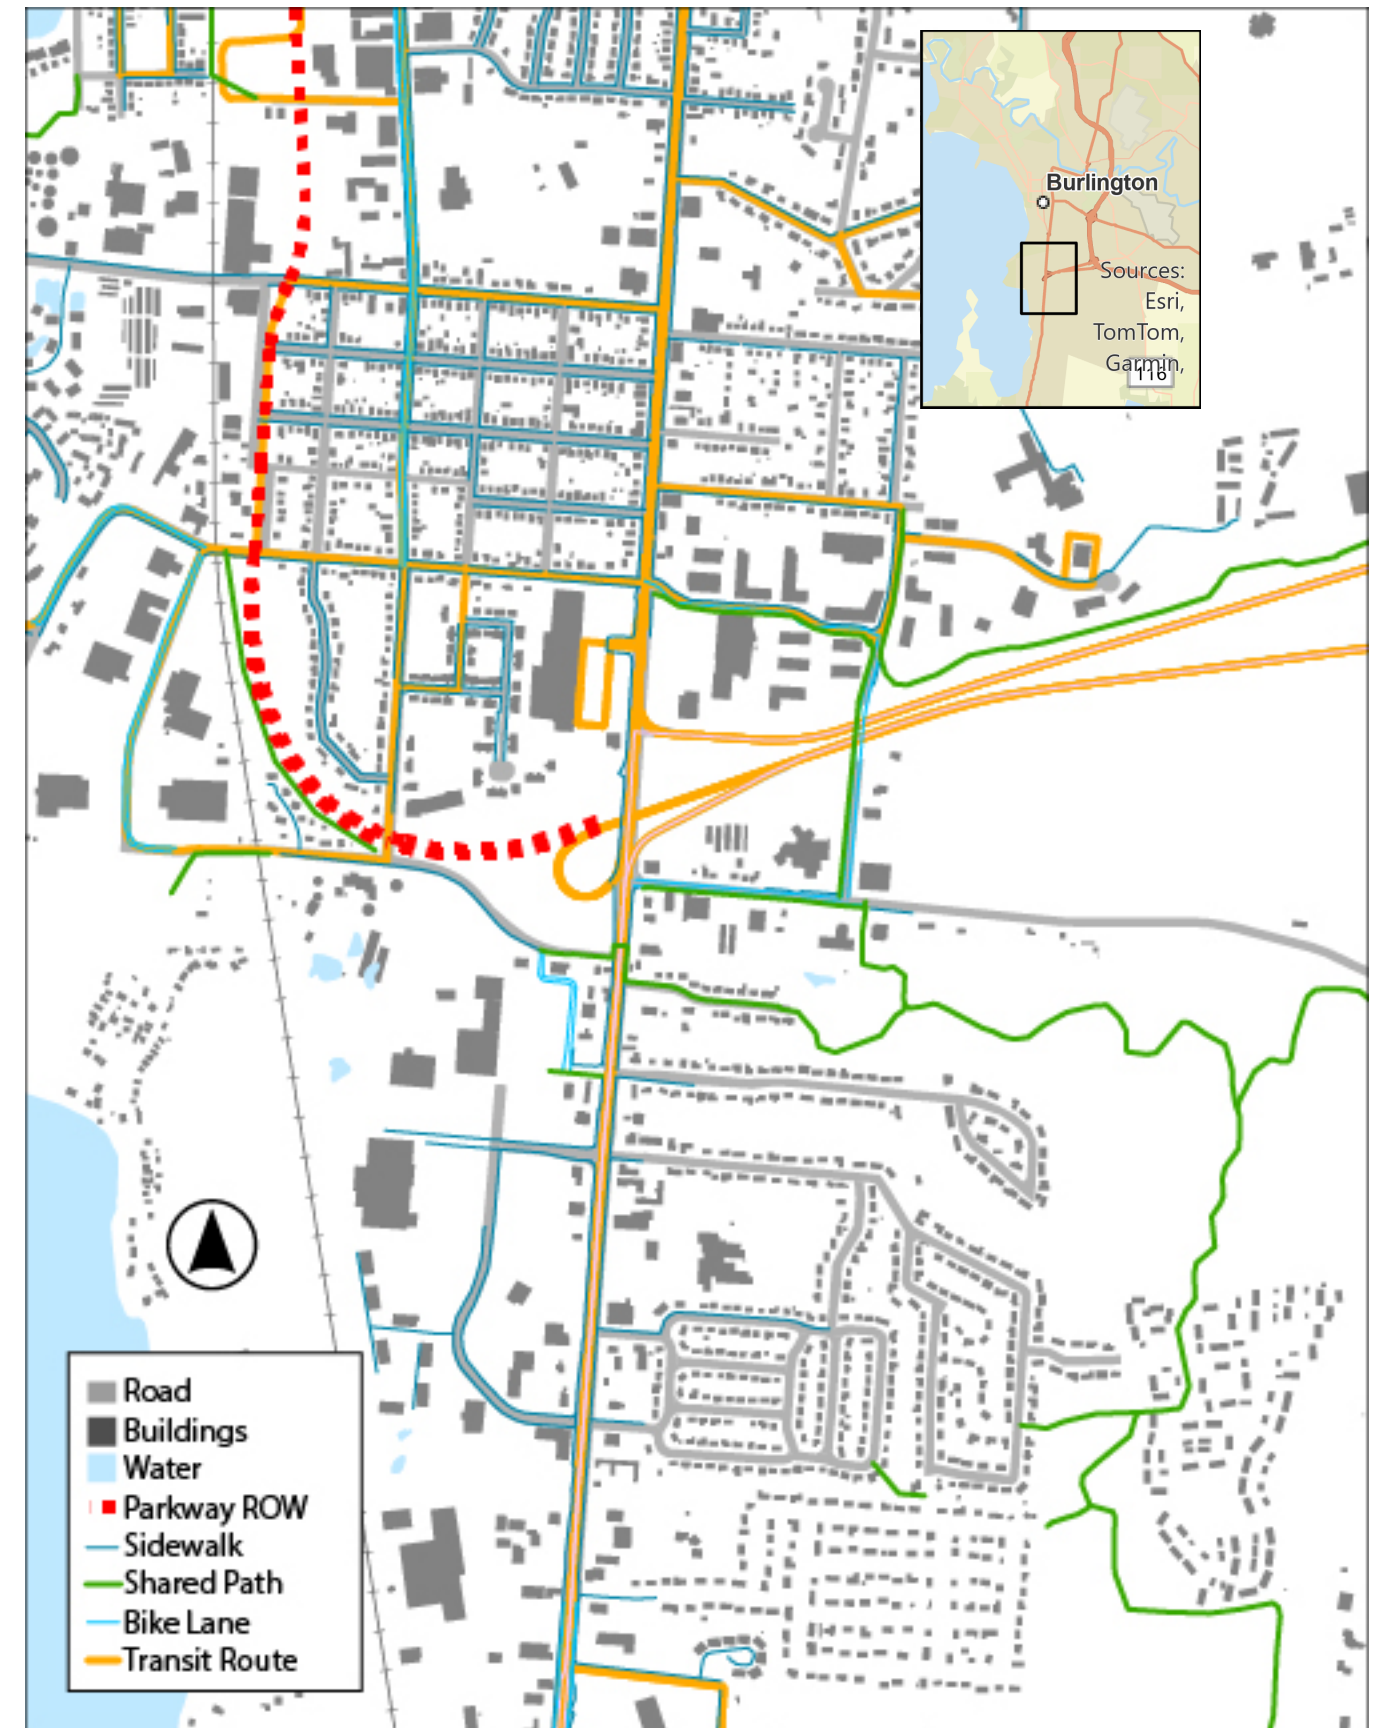 Burlington
Sources:
Esri,
TomTom,
Garmin,
116
Road
Buildings
Water
Parkway ROW
Sidewalk
Shared Path
Bike Lane
Transit Route